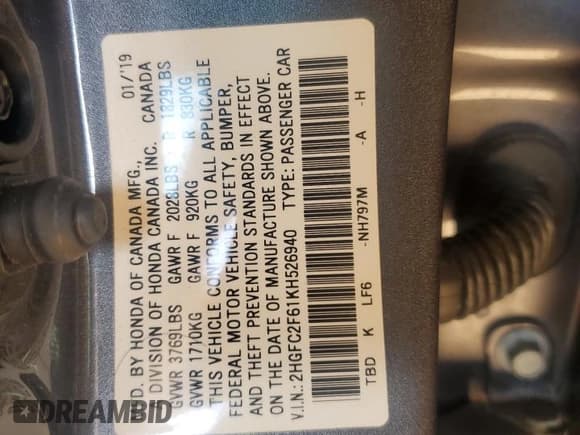 D. BY HONDA OF CANADA MFG., 01/'19
DIVISION OF HONDA CANADA INC. CANADA
GVWR 3769LBS GAWR F 2028LBS R 1829LBS
GVWR 1710KG GAWR F 920KG R 830KG
THIS VEHICLE CONFORMS TO ALL APPLICABLE
FEDERAL MOTOR VEHICLE SAFETY, BUMPER,
AND THEFT PREVENTION STANDARDS IN EFFECT
ON THE DATE OF MANUFACTURE SHOWN ABOVE.
V.I.N.: 2HGFC2F61KH526940 TYPE: PASSENGER CAR
TBD K LF6 -NH797M -A -H
DREAMBID